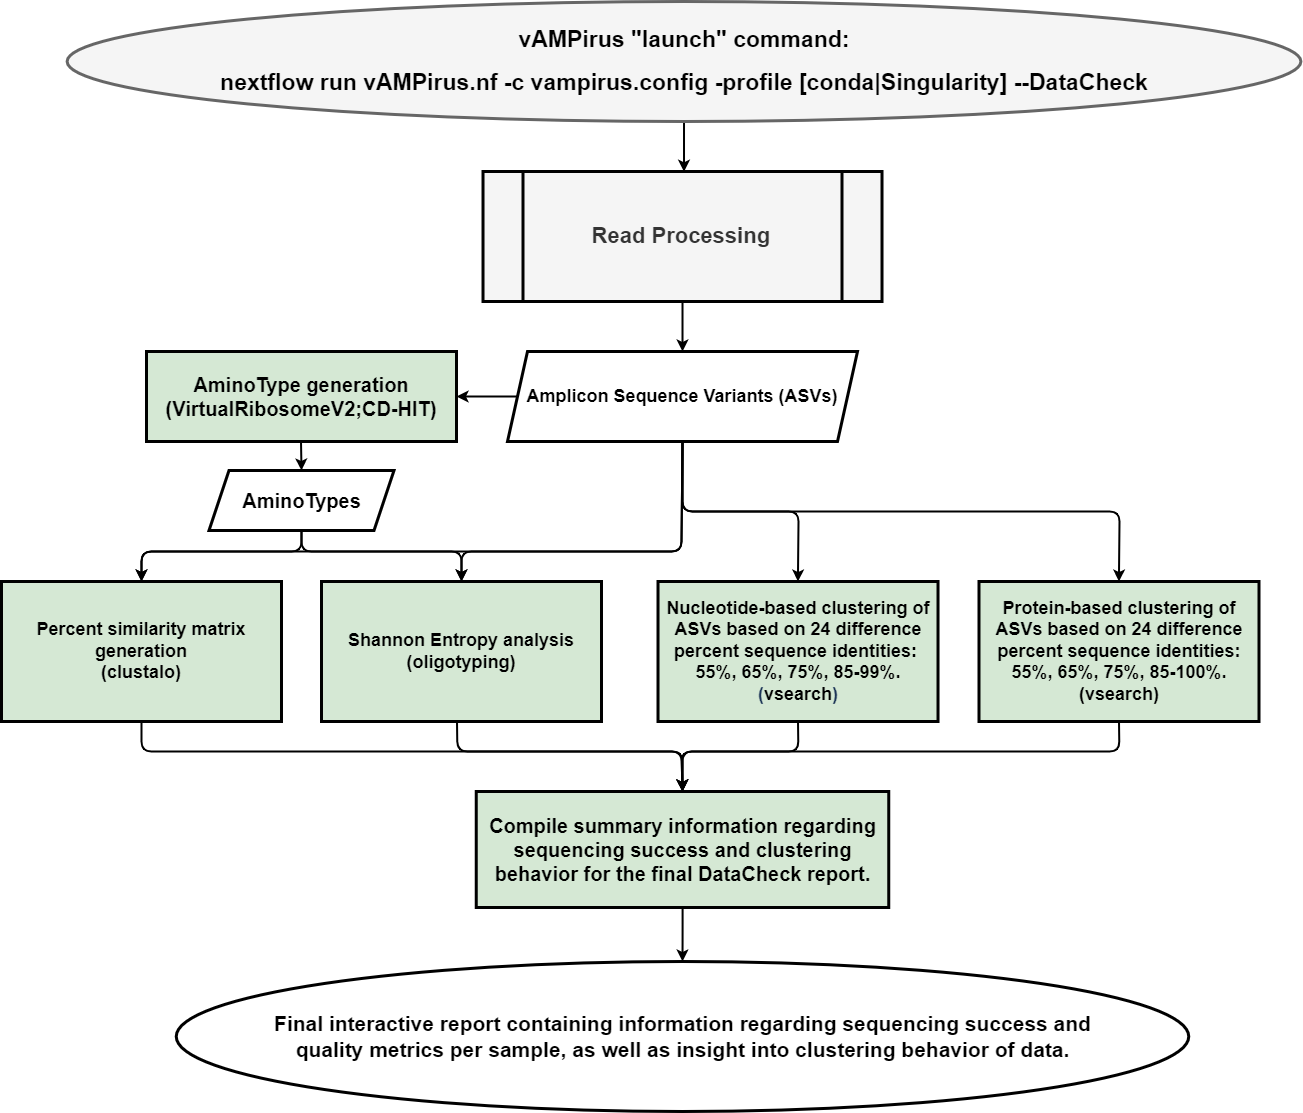 vAMPirus "launch" command:
nextflow run vAMPirus.nf -c vampirus.config -profile [conda|Singularity] --DataCheck
Read Processing
AminoType generation
(VirtualRibosomeV2;CD-HIT)
Amplicon Sequence Variants (ASVs)
AminoTypes
Percent similarity matrix
generation
(clustalo)
Shannon Entropy analysis
(oligotyping)
Nucleotide-based clustering of
ASVs based on 24 difference
percent sequence identities:
55%, 65%, 75%, 85-99%.
(vsearch)
Protein-based clustering of
ASVs based on 24 difference
percent sequence identities:
55%, 65%, 75%, 85-100%.
(vsearch)
Compile summary information regarding
sequencing success and clustering
behavior for the final DataCheck report.
Final interactive report containing information regarding sequencing success and
quality metrics per sample, as well as insight into clustering behavior of data.